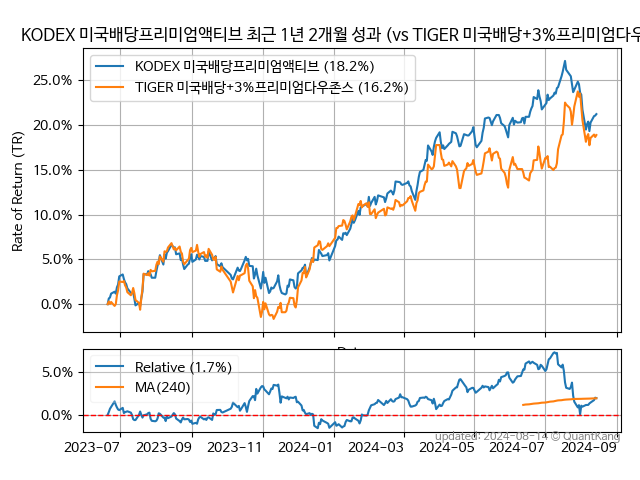 KODEX 미국배당프리미엄액티브 최근 1년 2개월 성과 (vs TIGER 미국배당+3%프리미엄다우
KODEX 미국배당프리미엄액티브 (18.2%)
TIGER 미국배당+3%프리미엄다우존스 (16.2%)
Rate of Return (TR)
25.0%
20.0%
15.0%
10.0%
5.0%
0.0%
Relative (1.7%)
MA(240)
5.0%
0.0%
updated: 2024-08-14 © QuantKang
2023-07 2023-09 2023-11 2024-01 2024-03 2024-05 2024-07 2024-09